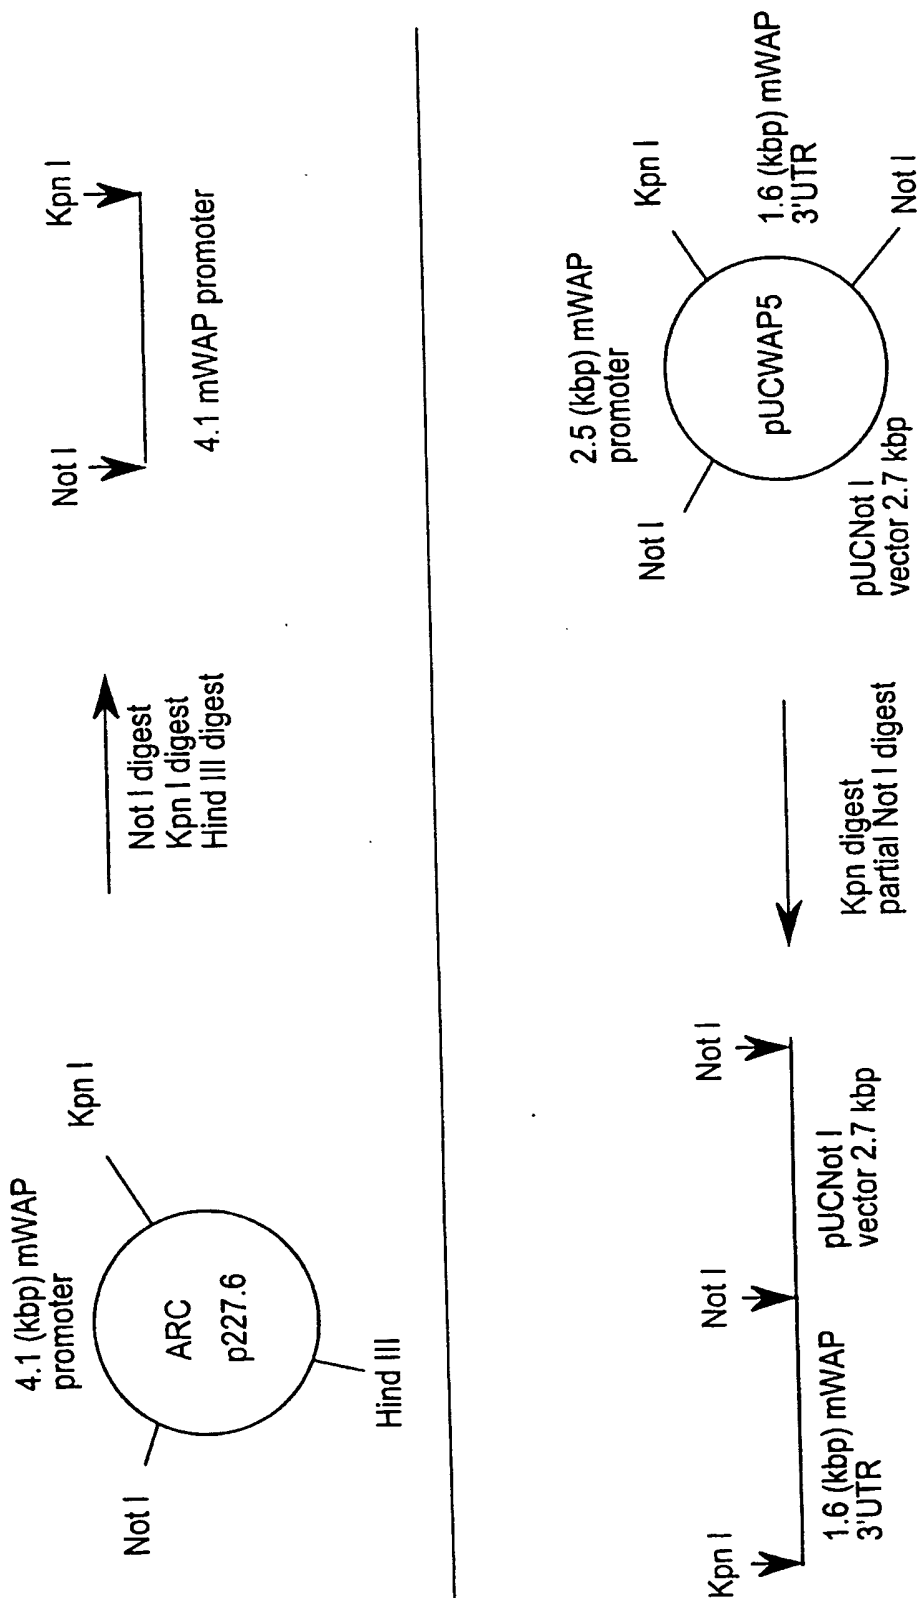 4.1 (kbp) mWAP
promoter
Not I
Kpn I
ARC
p227.6
Hind III
Not I digest
Kpn I digest
Hind III digest
Not I
Kpn I
4.1 mWAP promoter
Kpn I
Not I
Not I
1.6 (kbp) mWAP
3'UTR
pUCNot I
vector 2.7 kbp
Kpn digest
partial Not I digest
2.5 (kbp) mWAP
promoter
Not I
Kpn I
pUCWAP5
1.6 (kbp) mWAP
3'UTR
pUCNot I
vector 2.7 kbp
Not I